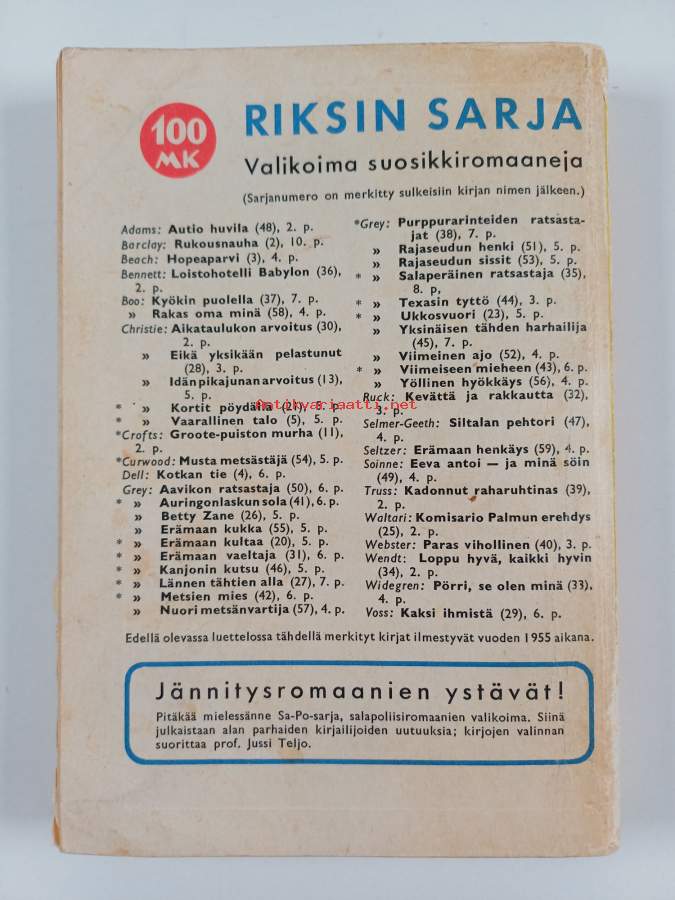 100
MK
RIKSIN SARJA
Valikoima suosikkiromaaneja
(Sarjanumero on merkitty sulkeisiin kirjan nimen jälkeen.)
Adams: Autio huvila (48), 2. p.
Barclay: Rukousnauha (2), 10. p.
Beach: Hopeaparvi (3), 4. p.
Bennett: Loistohotelli Babylon (36),
2. p.
Boo: Kyökin puolella (37), 7. p.
» Rakas oma minä (58), 4. p.
Christie: Aikataulukon arvoitus (30),
2. p.
» Eikä yksikään pelastunut
(28), 3. p.
» Idän pikajunan arvoitus (13),
5. p.
* » Kortit pöydällä (21), 5. p.
* » Vaarallinen talo (5), 5. p.
*Crofts: Groote-puiston murha (11),
2. p.
*Curwood: Musta metsästäjä (54), 5. p.
Dell: Kotkan tie (4), 6. p.
Grey: Aavikon ratsastaja (50), 6. p.
* » Auringonlaskun sola (41), 6. p.
» Betty Zane (26), 5. p.
» Erämaan kukka (55), 5. p.
* » Erämaan kultaa (20), 5. p.
* » Erämaan vaeltaja (31), 6. p.
* » Kanjonin kutsu (46), 5. p.
* » Lännen tähtien alla (27), 7. p.
* » Metsien mies (42), 6. p.
» Nuori metsänvartija (57), 4. p.
*Grey: Purppurarinteiden ratsasta-
jat (38), 7. p.
» Rajaseudun henki (51), 5. p.
» Rajaseudun sissit (53), 5. p.
* » Salaperäinen ratsastaja (35),
8. p,
* » Texasin tyttö (44), 3. p.
* » Ukkosvuori (23), 5. p.
» Yksinäisen tähden harhailija
(45), 7. p.
» Viimeinen ajo (52), 4. p.
* » Viimeiseen mieheen (43), 6. p.
» Yöllinen hyökkäys (56), 4. p.
Ruck: Kevättä ja rakkautta (32),
3. p.
Selmer-Geeth: Siltalan pehtori (47),
4. p.
Seltzer: Erämaan henkäys (59), 4. p.
Soinne: Eeva antoi — ja minä söin
(49), 4. p.
Truss: Kadonnut raharuhtinas (39),
2. p.
Waltari: Komisario Palmun erehdys
(25), 2. p.
Webster: Paras vihollinen (40), 3. p.
Wendt: Loppu hyvä, kaikki hyvin
(34), 2. p.
Widegren: Pörri, se olen minä (33),
4. p.
Voss: Kaksi ihmistä (29), 6. p.
antikvariaatti.net
Edellä olevassa luettelossa tähdellä merkityt kirjat ilmestyvät vuoden 1955 aikana.
Jännitysromaanien ystävät!
Pitäkää mielessänne Sa-Po-sarja, salapoliisiromaanien valikoima. Siinä
julkaistaan alan parhaiden kirjailijoiden uutuuksia; kirjojen valinnan
suorittaa prof. Jussi Teljo.